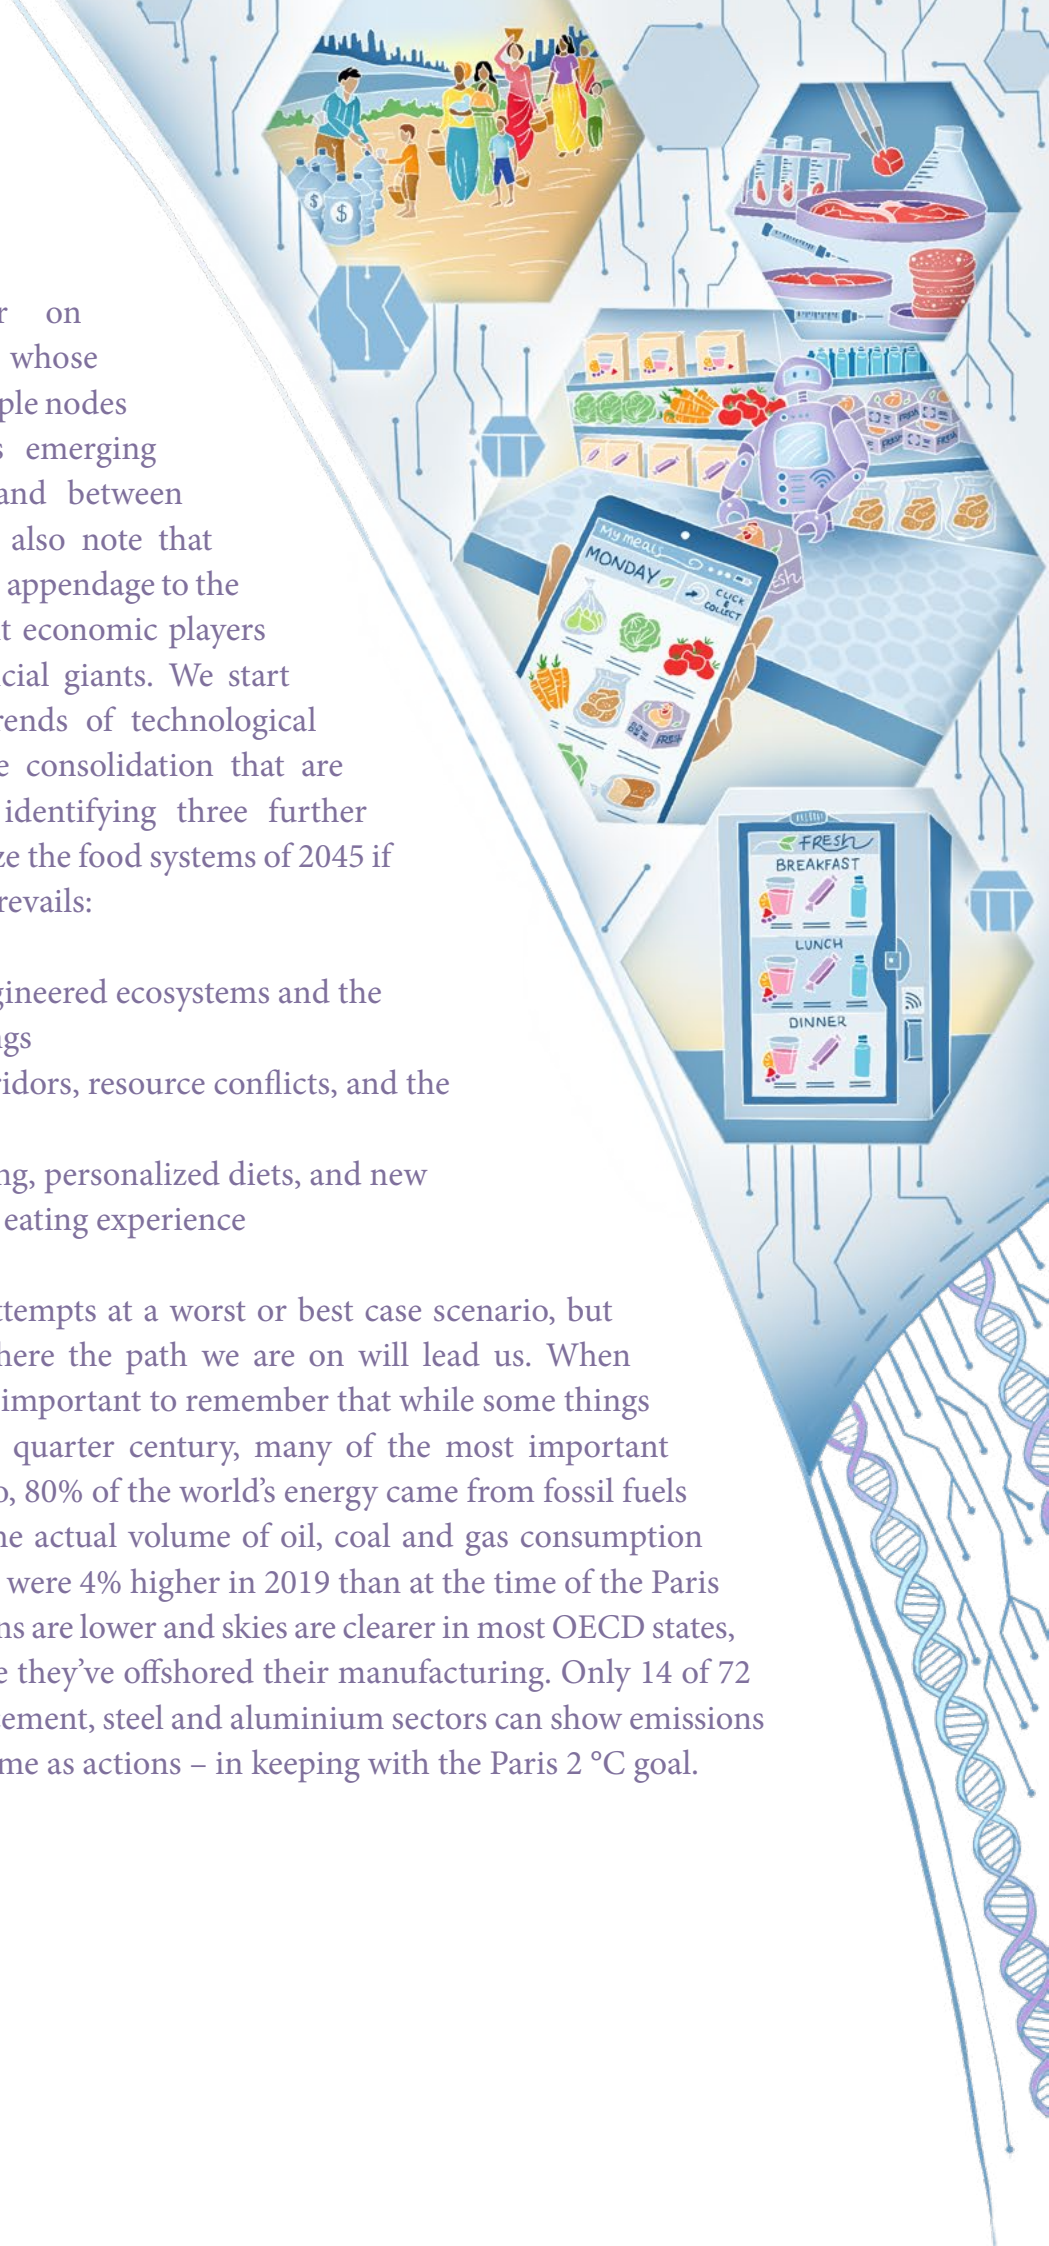 r on
whose
ple nodes
s emerging
and between
also note that
appendage to the
t economic players
cial giants. We start
rends of technological
e consolidation that are
identifying three further
ze the food systems of 2045 if
revails:
gineered ecosystems and the
ngs
ridors, resource conflicts, and the
ng, personalized diets, and new
eating experience
ttempts at a worst or best case scenario, but
here the path we are on will lead us. When
important to remember that while some things
quarter century, many of the most important
o, 80% of the world’s energy came from fossil fuels
he actual volume of oil, coal and gas consumption
were 4% higher in 2019 than at the time of the Paris
ns are lower and skies are clearer in most OECD states,
e they’ve offshored their manufacturing. Only 14 of 72
cement, steel and aluminium sectors can show emissions
me as actions – in keeping with the Paris 2 °C goal.
$
$
FRESH
FRESH
FRESH
My meals
MONDAY
CLICK
&
COLLECT
esh
FRESH
FRESh
BREAKFAST
LUNCH
DINNER